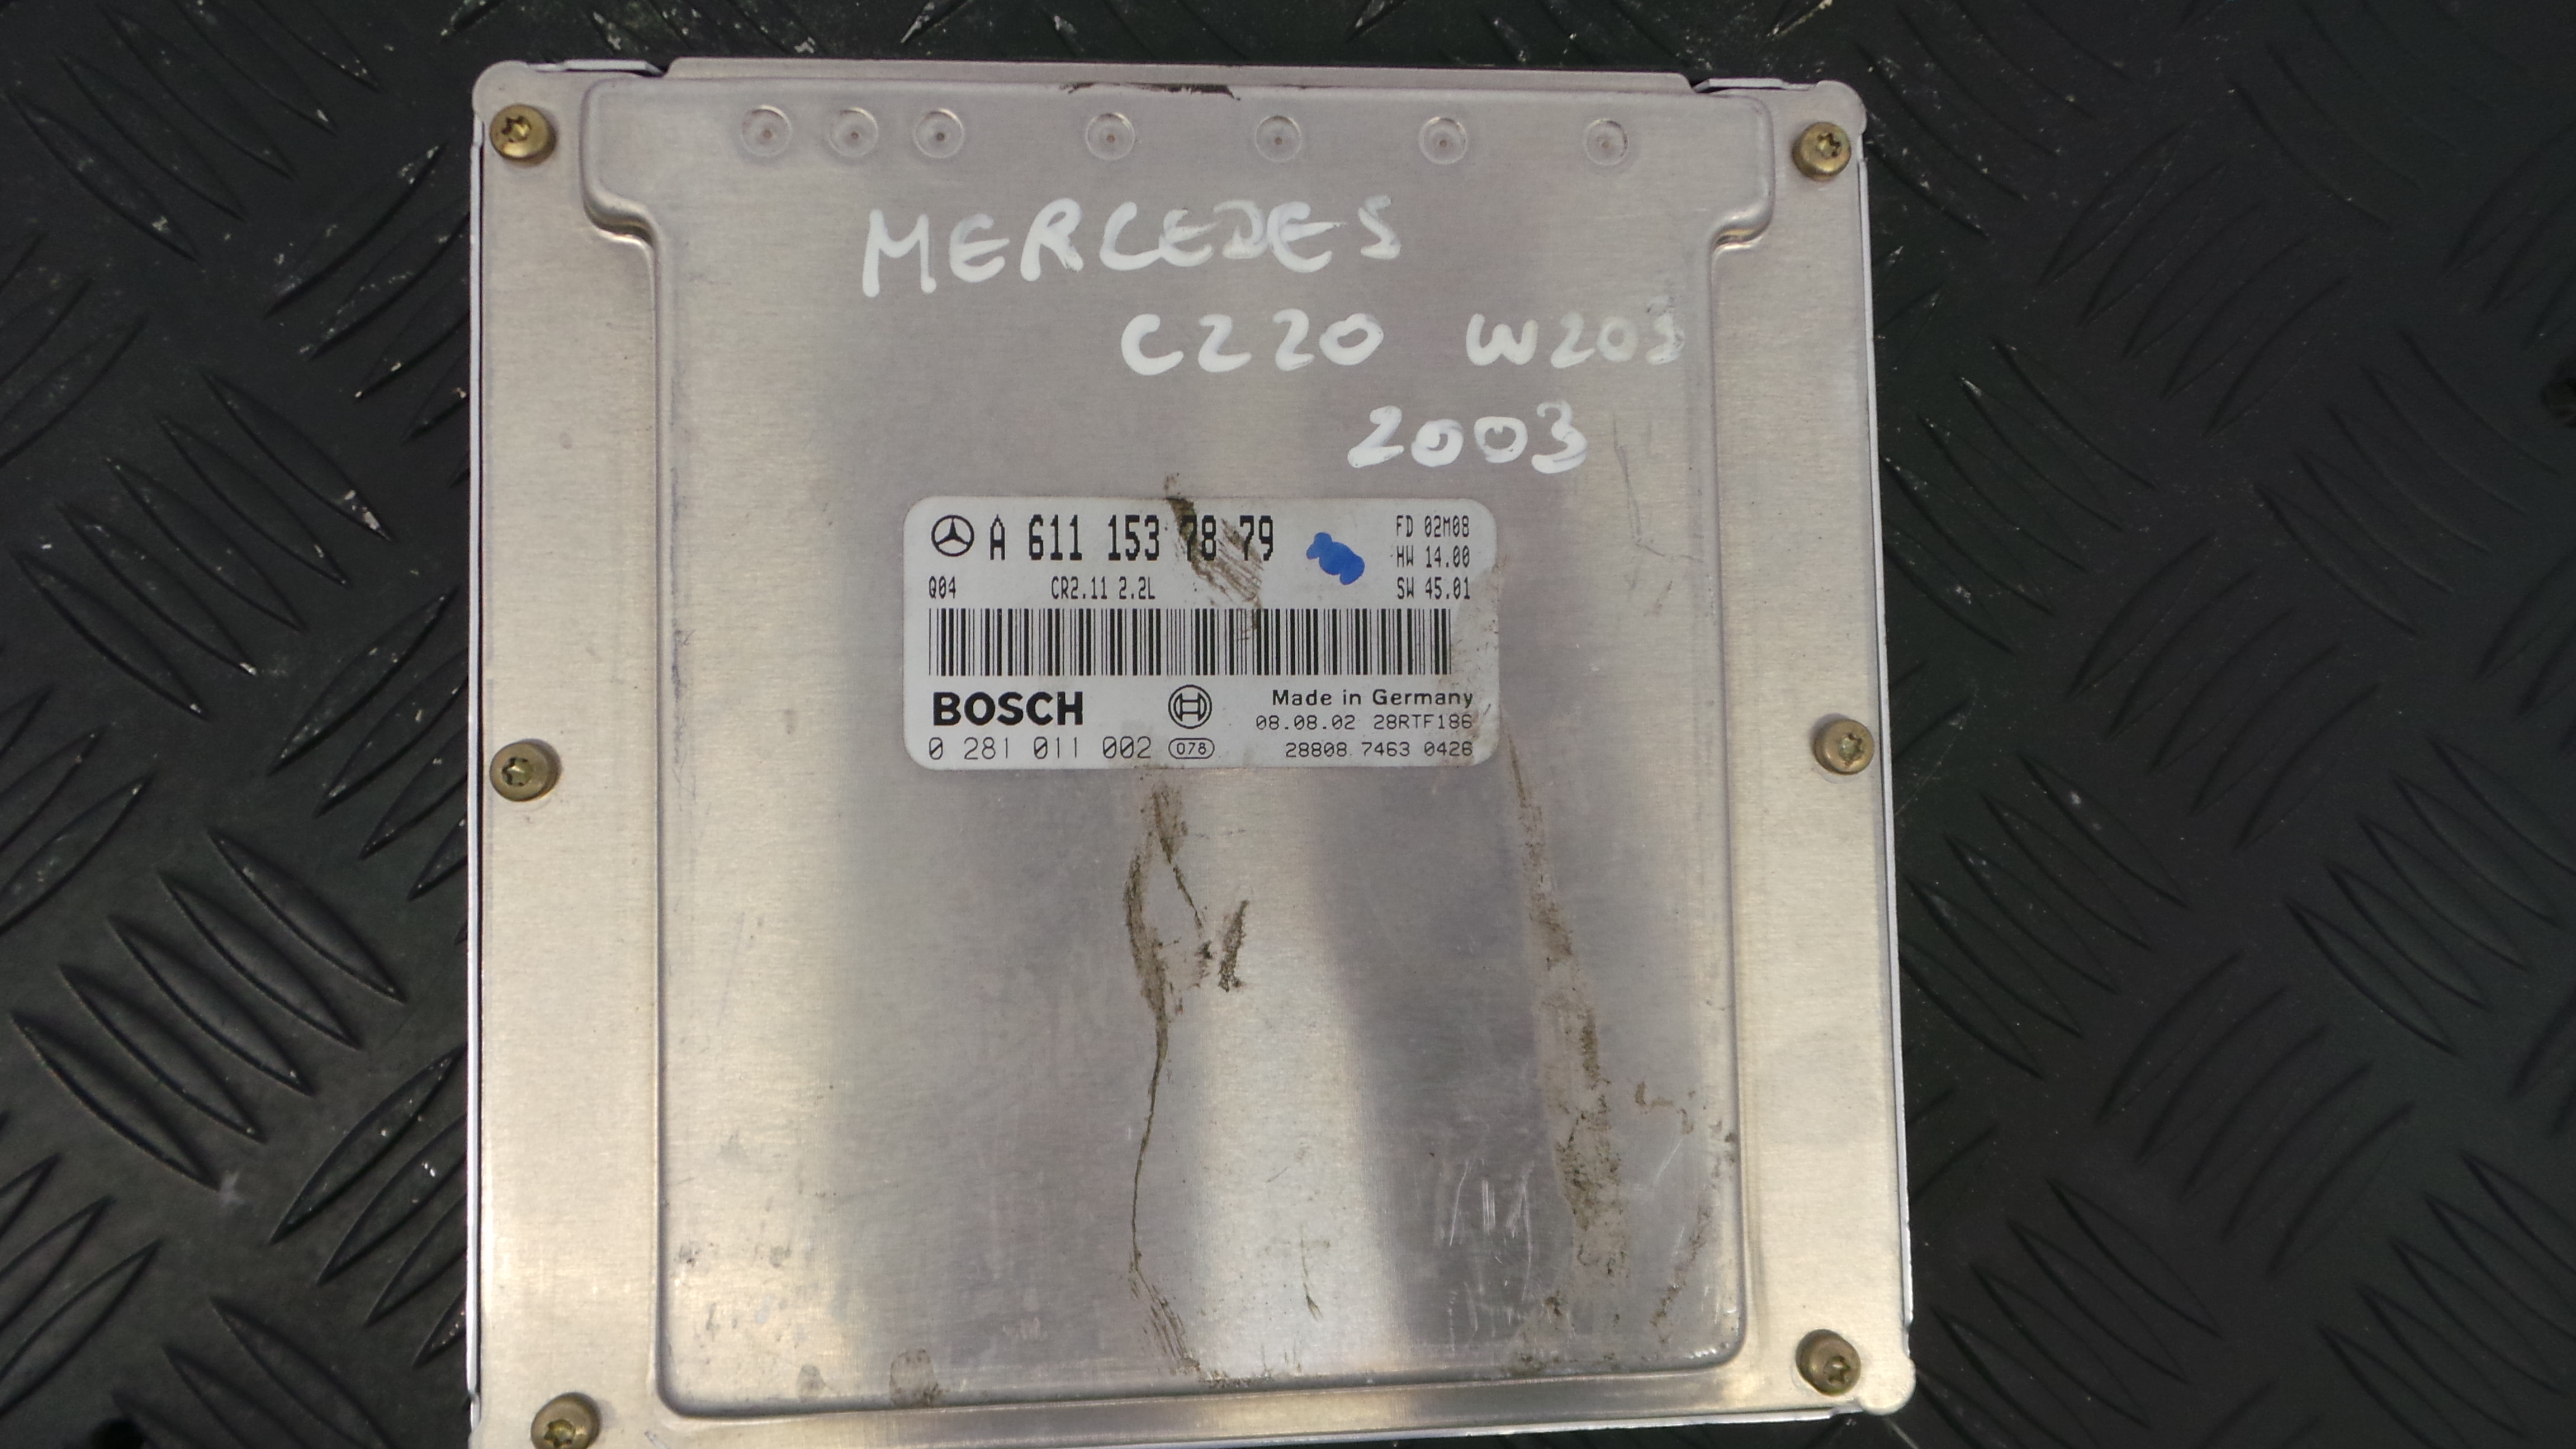 MERCEDES
C220 W203
2003
A 611 153 78 79
FD 02M08
HW 14.00
Q04 CR2.11 2.2L SW 45.01
BOSCH Made in Germany
08.08.02 28RTF186
0 281 011 002 078 28808 7463 0426